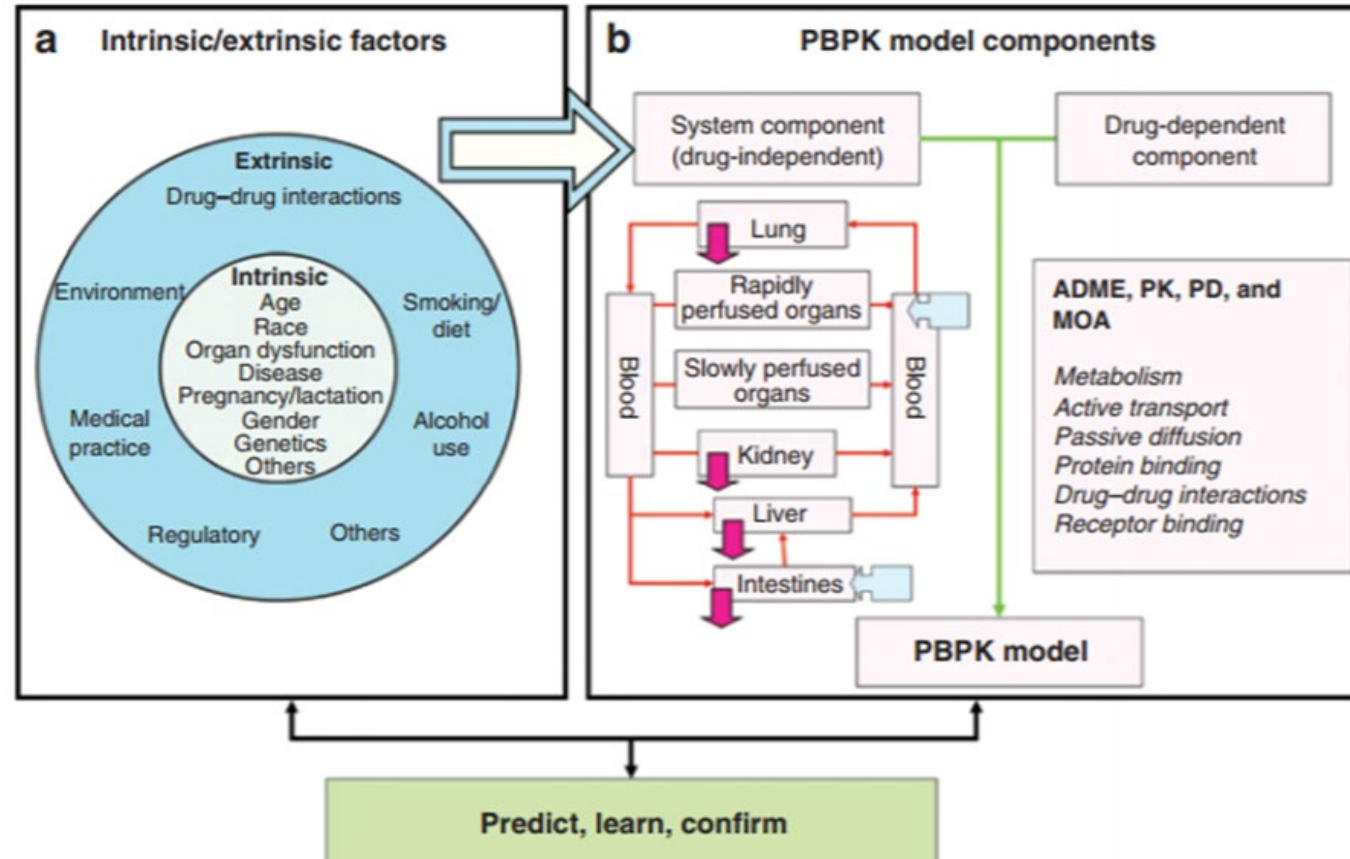 a
Intrinsic/extrinsic factors
Extrinsic
Drug–drug interactions
Environment
Smoking/
diet
Medical
practice
Alcohol
use
Regulatory
Others
Intrinsic
Age
Race
Organ dysfunction
Disease
Pregnancy/lactation
Gender
Genetics
Others
b
PBPK model components
System component
(drug-independent)
Drug-dependent
component
Lung
Rapidly
perfused organs
Slowly perfused
organs
Kidney
Liver
Intestines
Blood
Blood
ADME, PK, PD, and
MOA
Metabolism
Active transport
Passive diffusion
Protein binding
Drug–drug interactions
Receptor binding
PBPK model
Predict, learn, confirm